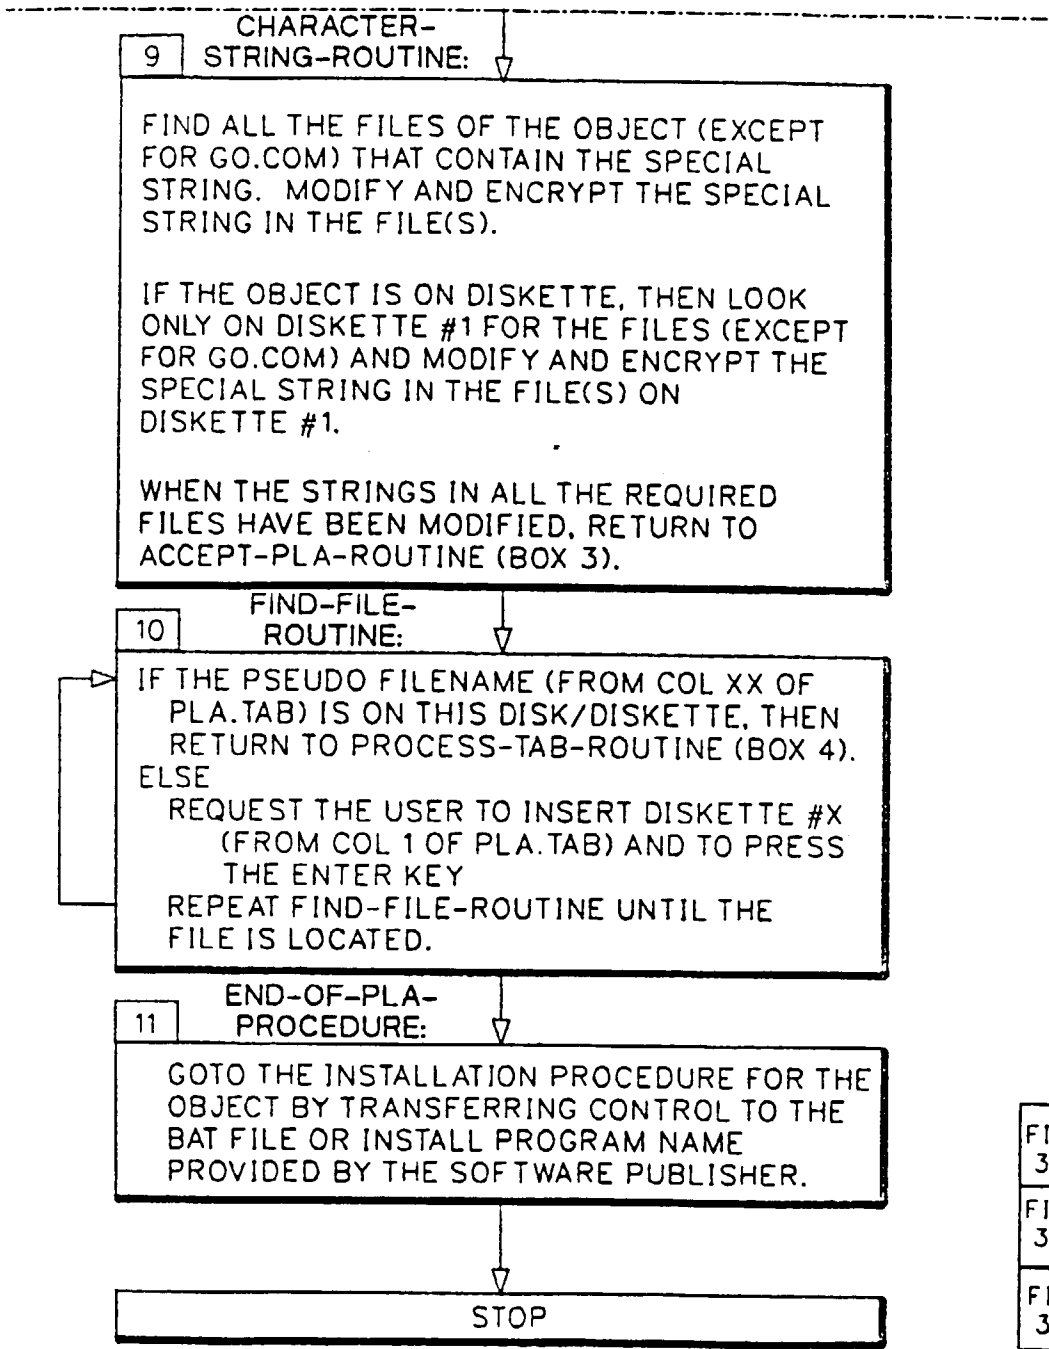 CHARACTER-
9 STRING-ROUTINE:
FIND ALL THE FILES OF THE OBJECT (EXCEPT
FOR GO.COM) THAT CONTAIN THE SPECIAL
STRING. MODIFY AND ENCRYPT THE SPECIAL
STRING IN THE FILE(S).
IF THE OBJECT IS ON DISKETTE, THEN LOOK
ONLY ON DISKETTE #1 FOR THE FILES (EXCEPT
FOR GO.COM) AND MODIFY AND ENCRYPT THE
SPECIAL STRING IN THE FILE(S) ON
DISKETTE #1.
WHEN THE STRINGS IN ALL THE REQUIRED
FILES HAVE BEEN MODIFIED, RETURN TO
ACCEPT-PLA-ROUTINE (BOX 3).
FIND-FILE-
10 ROUTINE:
IF THE PSEUDO FILENAME (FROM COL XX OF
PLA.TAB) IS ON THIS DISK/DISKETTE, THEN
RETURN TO PROCESS-TAB-ROUTINE (BOX 4).
ELSE
REQUEST THE USER TO INSERT DISKETTE #X
(FROM COL 1 OF PLA.TAB) AND TO PRESS
THE ENTER KEY
REPEAT FIND-FILE-ROUTINE UNTIL THE
FILE IS LOCATED.
END-OF-PLA-
11 PROCEDURE:
GOTO THE INSTALLATION PROCEDURE FOR THE
OBJECT BY TRANSFERRING CONTROL TO THE
BAT FILE OR INSTALL PROGRAM NAME
PROVIDED BY THE SOFTWARE PUBLISHER.
STOP
3
3
3